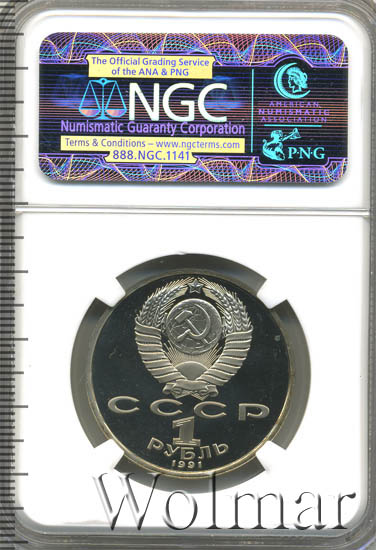 The Official Grading Service
of the ANA & PNG
NGC
Numismatic Guaranty Corporation
Terms & Conditions – www.ngcterms.com
888.NGC.1141
AMERICAN
NUMISMATIC
ASSOCIATION
P·N·G
СССР
1
РУБЛЬ
1991
Wolmar